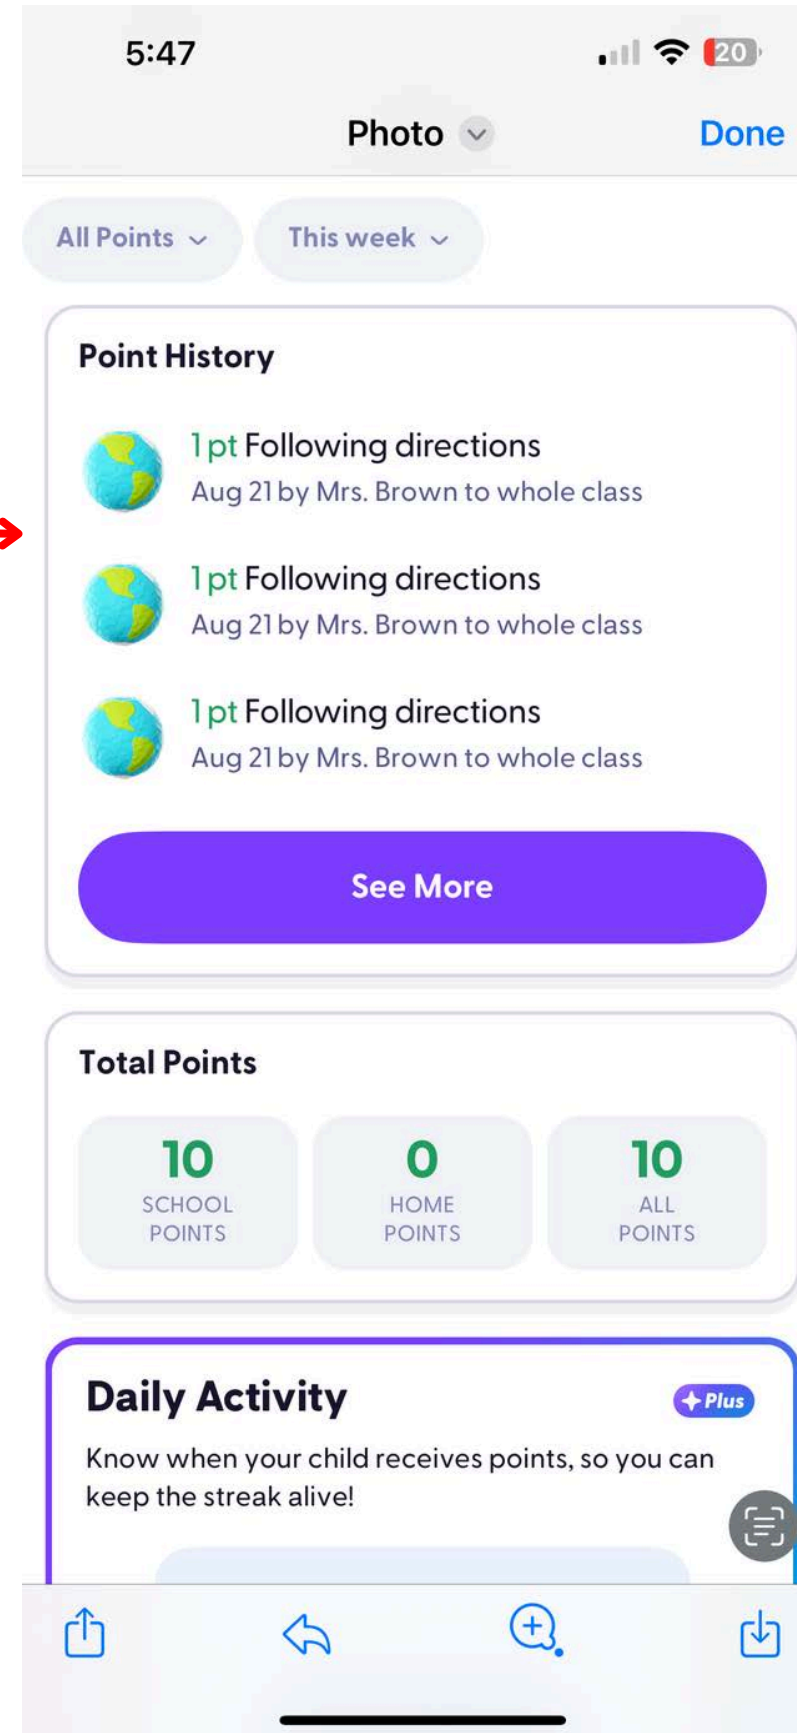 5:47
20
Photo
Done
All Points
This week
Point History
1 pt Following directions
Aug 21 by Mrs. Brown to whole class
1 pt Following directions
Aug 21 by Mrs. Brown to whole class
1 pt Following directions
Aug 21 by Mrs. Brown to whole class
See More
Total Points
10
SCHOOL
POINTS
0
HOME
POINTS
10
ALL
POINTS
Daily Activity
Plus
Know when your child receives points, so you can
keep the streak alive!